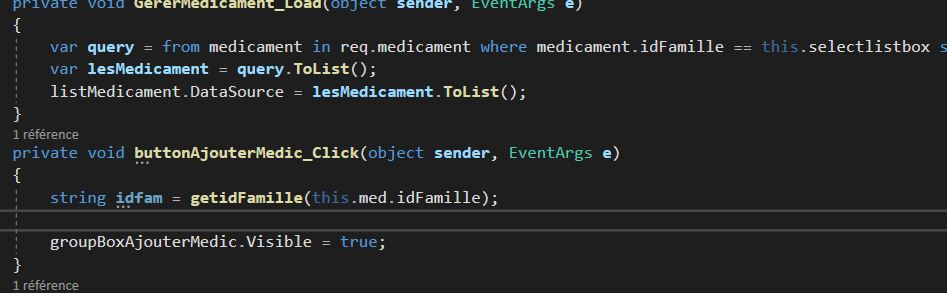 private void GererMedicament_Load(object sender, EventArgs e)
{
var query = from medicament in req.medicament where medicament.idFamille == this.selectlistbox s
var lesMedicament = query.ToList();
listMedicament.DataSource = lesMedicament.ToList();
}
1 référence
private void buttonAjouterMedic_Click(object sender, EventArgs e)
{
string idfam = getidFamille(this.med.idFamille);
groupBoxAjouterMedic.Visible = true;
}
1 référence